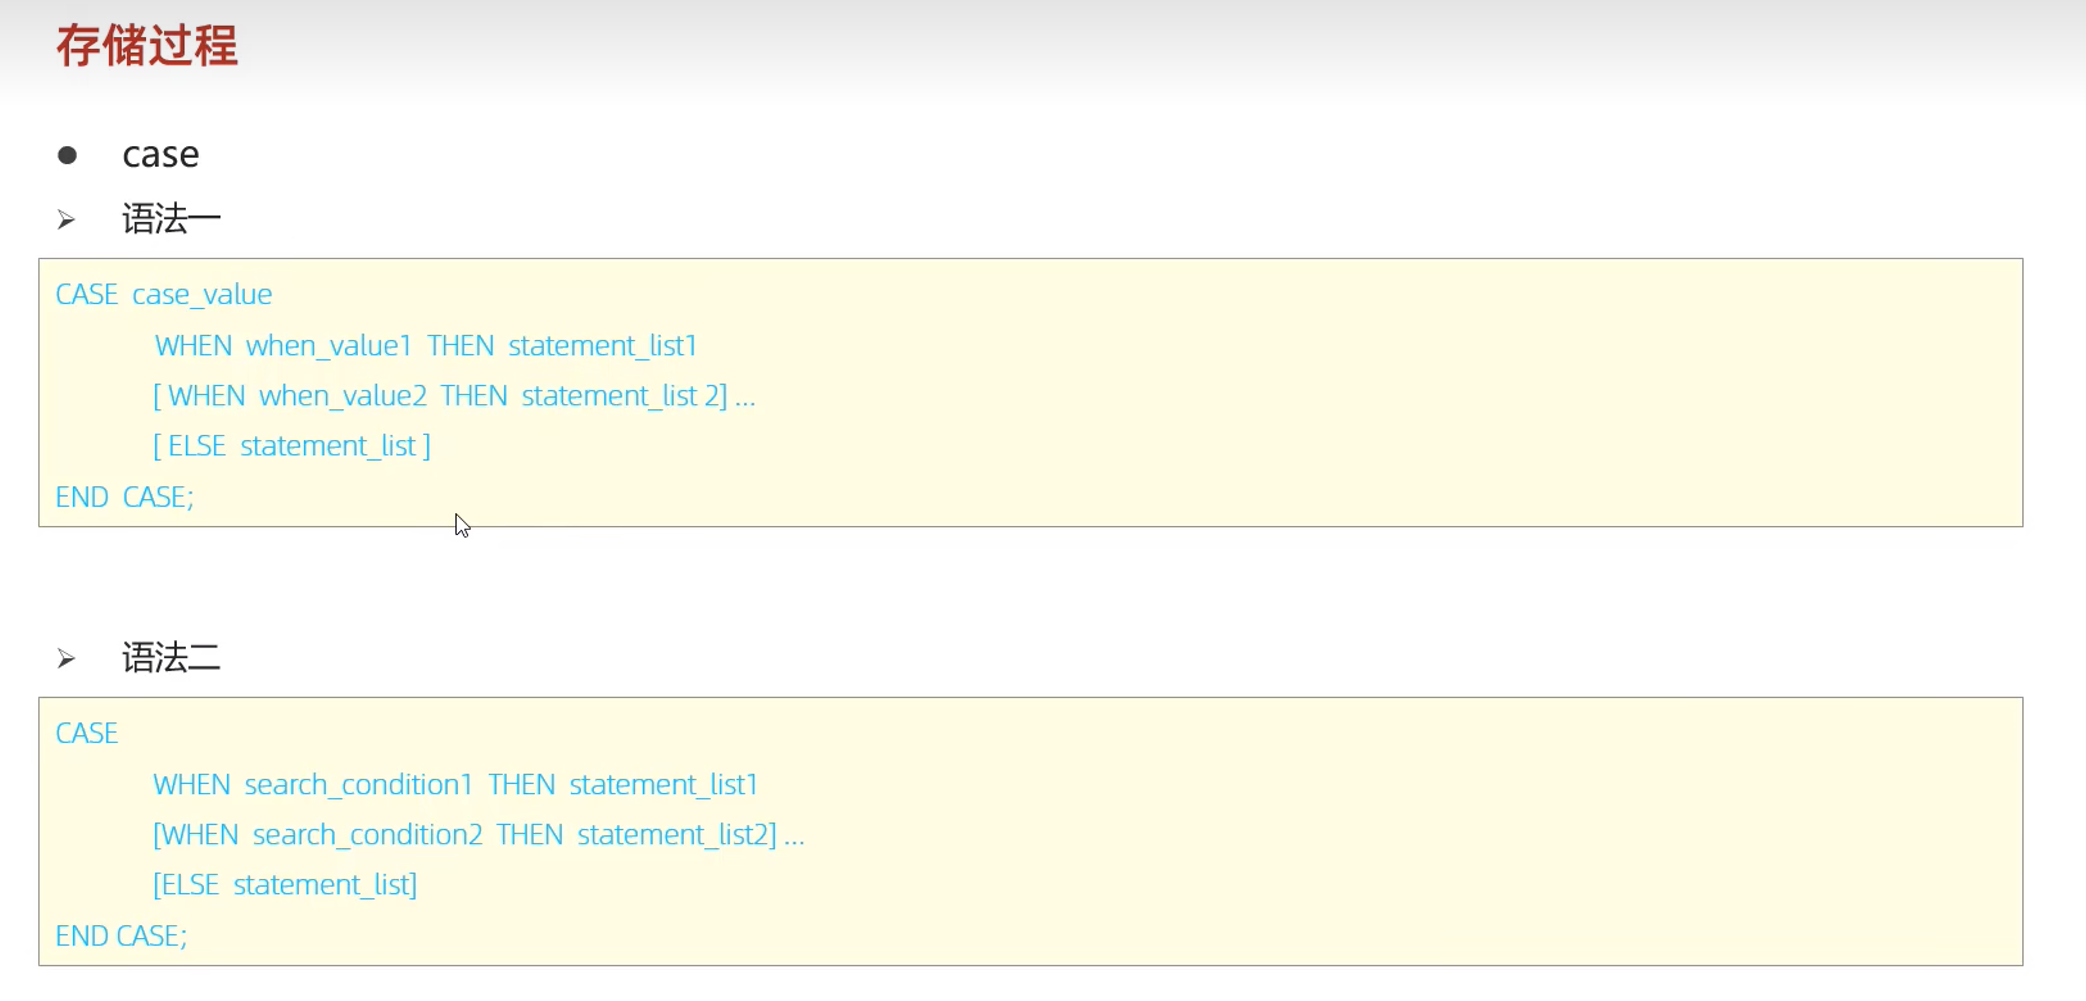 存储过程
case
语法一
CASE case_value
WHEN when_value1 THEN statement_list1
[ WHEN when_value2 THEN statement_list 2] ...
[ ELSE statement_list ]
END CASE;
语法二
CASE
WHEN search_condition1 THEN statement_list1
[WHEN search_condition2 THEN statement_list2] ...
[ELSE statement_list]
END CASE;